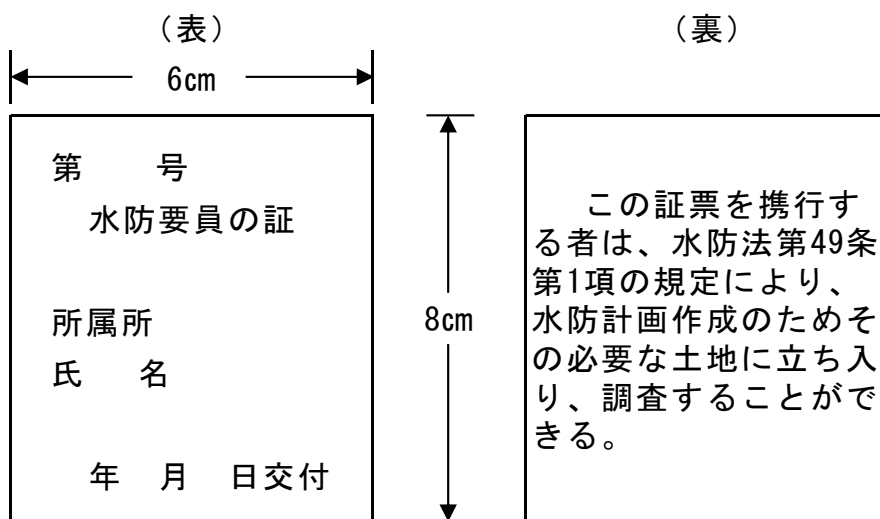 （表）
6cm
第　　号
水防要員の証
所属所
氏　名
年　月　日交付
8cm
（裏）
この証票を携行す
る者は、水防法第49条
第1項の規定により、
水防計画作成のためそ
の必要な土地に立ち入
り、調査することがで
きる。